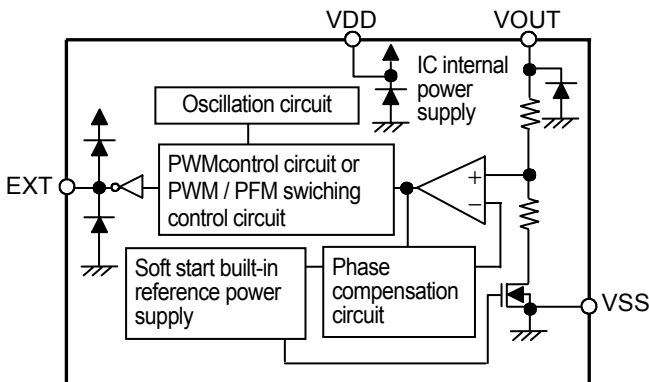 VDD
VOUT
IC internal
power
supply
Oscillation circuit
PWMcontrol circuit or
PWM / PFM swiching
control circuit
EXT
+
−
Soft start built-in
reference power
supply
Phase
compensation
circuit
VSS